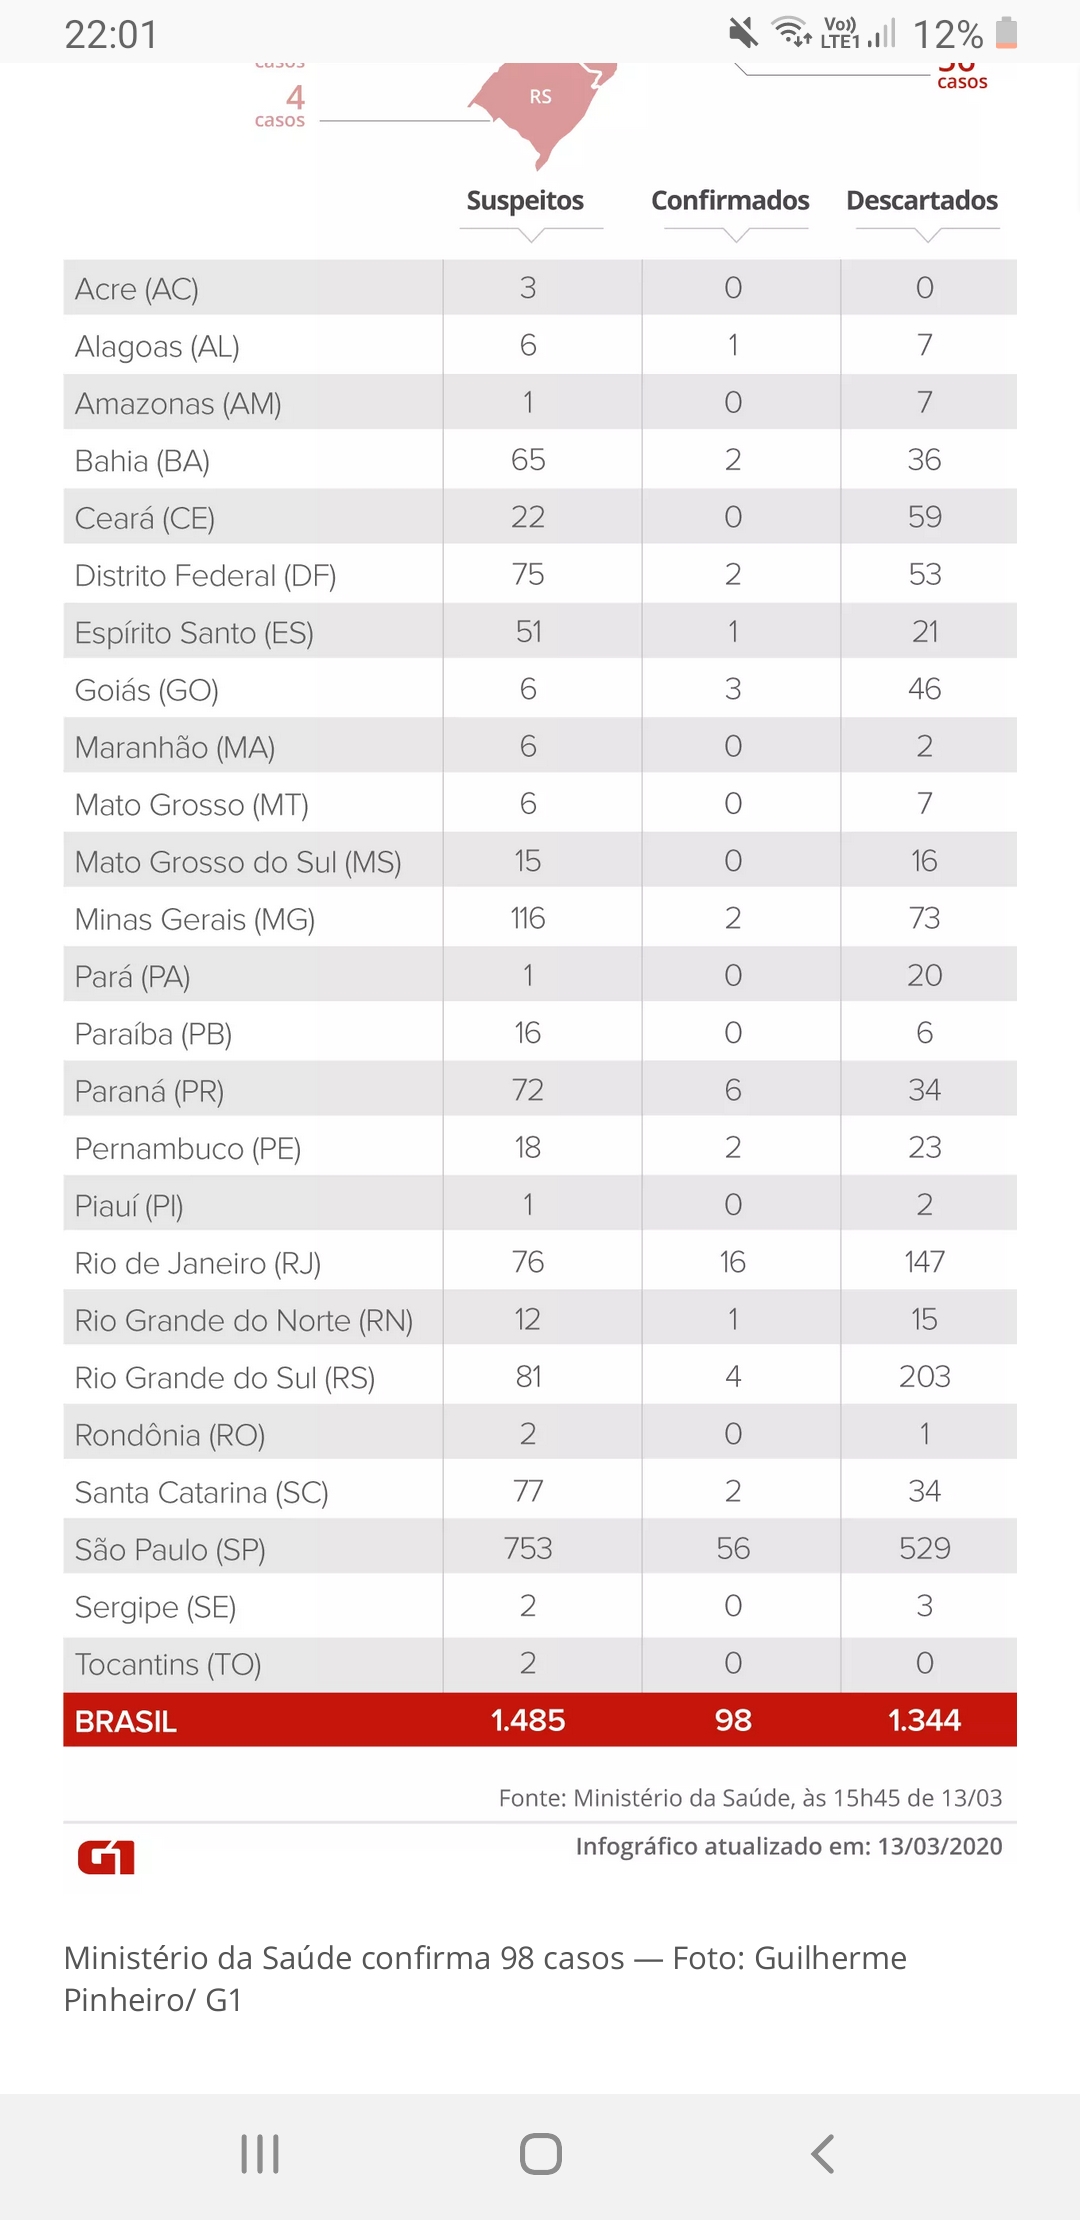 22:01 Vo)) LTE1 12%
casos
4
casos
RS
casos
Suspeitos Confirmados Descartados
Acre (AC) 3 0 0
Alagoas (AL) 6 1 7
Amazonas (AM) 1 0 7
Bahia (BA) 65 2 36
Ceará (CE) 22 0 59
Distrito Federal (DF) 75 2 53
Espírito Santo (ES) 51 1 21
Goiás (GO) 6 3 46
Maranhão (MA) 6 0 2
Mato Grosso (MT) 6 0 7
Mato Grosso do Sul (MS) 15 0 16
Minas Gerais (MG) 116 2 73
Pará (PA) 1 0 20
Paraíba (PB) 16 0 6
Paraná (PR) 72 6 34
Pernambuco (PE) 18 2 23
Piauí (PI) 1 0 2
Rio de Janeiro (RJ) 76 16 147
Rio Grande do Norte (RN) 12 1 15
Rio Grande do Sul (RS) 81 4 203
Rondônia (RO) 2 0 1
Santa Catarina (SC) 77 2 34
São Paulo (SP) 753 56 529
Sergipe (SE) 2 0 3
Tocantins (TO) 2 0 0
BRASIL 1.485 98 1.344
Fonte: Ministério da Saúde, às 15h45 de 13/03
G1 Infográfico atualizado em: 13/03/2020
Ministério da Saúde confirma 98 casos — Foto: Guilherme
Pinheiro/ G1